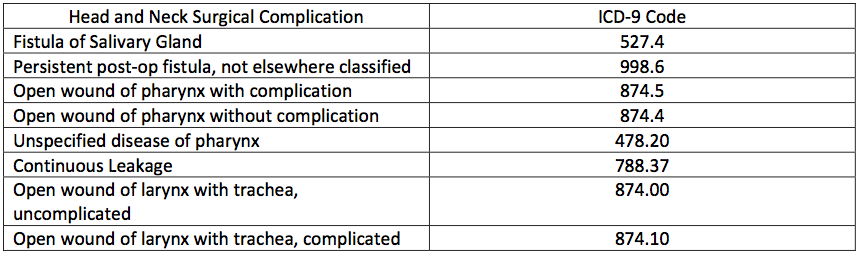 Head and Neck Surgical Complication ICD-9 Code
Fistula of Salivary Gland 527.4
Persistent post-op fistula, not elsewhere classified 998.6
Open wound of pharynx with complication 874.5
Open wound of pharynx without complication 874.4
Unspecified disease of pharynx 478.20
Continuous Leakage 788.37
Open wound of larynx with trachea, 874.00
uncomplicated
Open wound of larynx with trachea, complicated 874.10